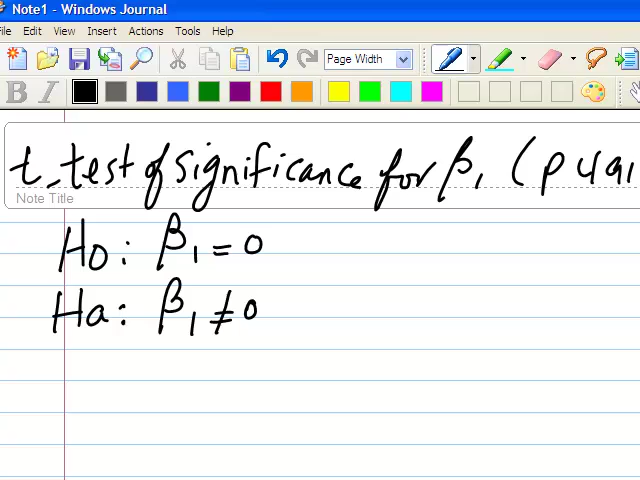 Note1 - Windows Journal
File Edit View Insert Actions Tools Help
Page Width
B I
t-test of significance for β1 (p 491
Note Title
Ho: β1 = 0
Ha: β1 ≠ 0